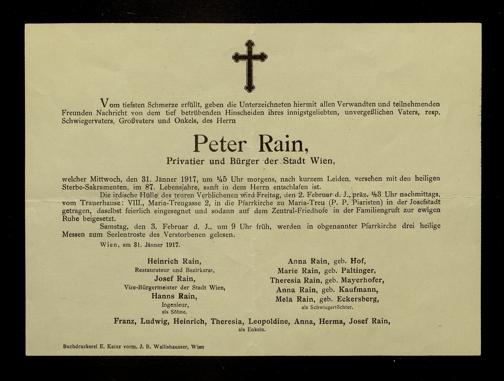 Vom tiefsten Schmerze erfüllt, geben die Unterzeichneten hiermit allen Verwandten und teilnehmenden
Freunden Nachricht von dem tief betrübenden Hinscheiden ihres innigstgeliebten, unvergeßlichen Vaters, resp.
Schwiegervaters, Großvaters und Onkels, des Herrn
Peter Rain,
Privatier und Bürger der Stadt Wien,
welcher Mittwoch, den 31. Jänner 1917, um ¾5 Uhr morgens, nach kurzem Leiden, versehen mit den heiligen
Sterbe-Sakramenten, im 87. Lebensjahre, sanft in dem Herrn entschlafen ist.
Die irdische Hülle des teuren Verblichenen wird Freitag, den 2. Februar d. J., präz. ½3 Uhr nachmittags,
vom Trauerhause: VIII., Maria-Treugasse 2, in die Pfarrkirche zu Maria-Treu (P. P. Piaristen) in der Josefstadt
getragen, daselbst feierlich eingesegnet und sodann auf dem Zentral-Friedhofe in der Familiengruft zur ewigen
Ruhe beigesetzt.
Samstag, den 3. Februar d. J., um 9 Uhr früh, werden in obgenannter Pfarrkirche drei heilige
Messen zum Seelentroste des Verstorbenen gelesen.
Wien, am 31. Jänner 1917.
Heinrich Rain,
Restaurateur und Bezirksrat,
Josef Rain,
Vice-Bürgermeister der Stadt Wien,
Hanns Rain,
Ingenieur,
als Söhne.
Anna Rain, geb. Hof,
Marie Rain, geb. Paltinger,
Theresia Rain, geb. Mayerhofer,
Anna Rain, geb. Kaufmann,
Mela Rain, geb. Eckersberg,
als Schwiegertöchter.
Franz, Ludwig, Heinrich, Theresia, Leopoldine, Anna, Herma, Josef Rain,
als Enkeln.
Buchdruckerei E. Kainz vorm. J. B. Wallishausser, Wien